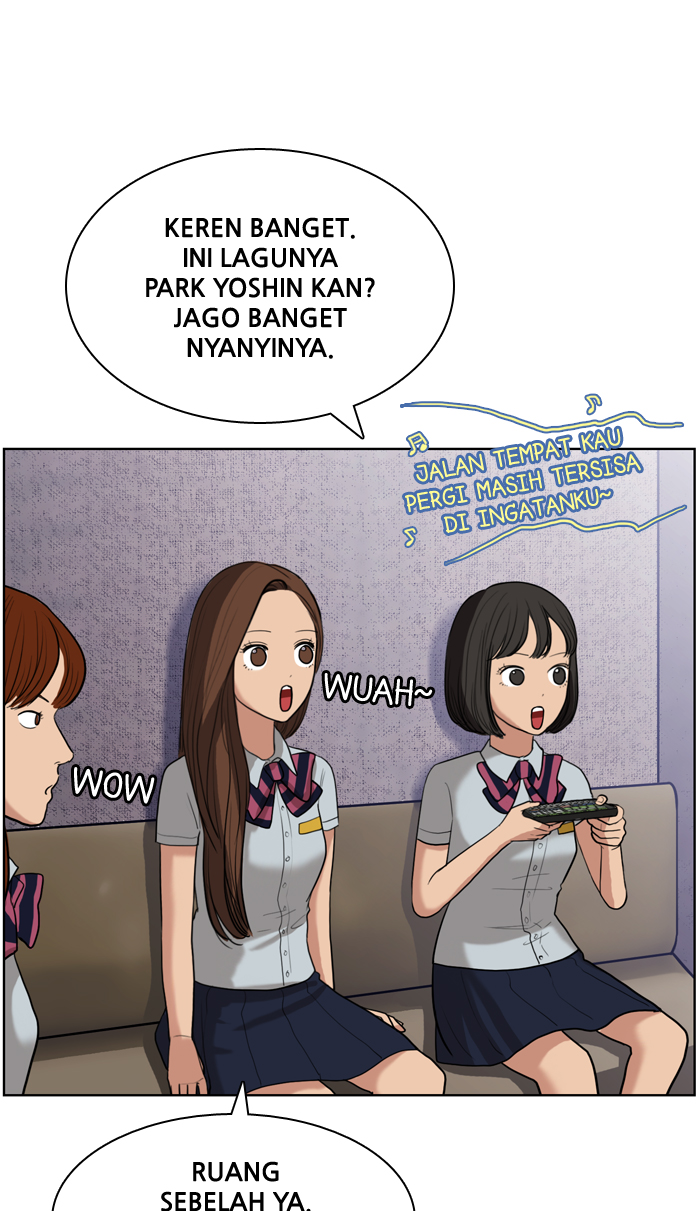 KEREN BANGET.
INI LAGUNYA
PARK YOSHIN KAN?
JAGO BANGET
NYANYINYA.
JALAN TEMPAT KAU
PERGI MASIH TERSISA
DI INGATANKU~
WUAH~
WOW
RUANG
SEBELAH YA.